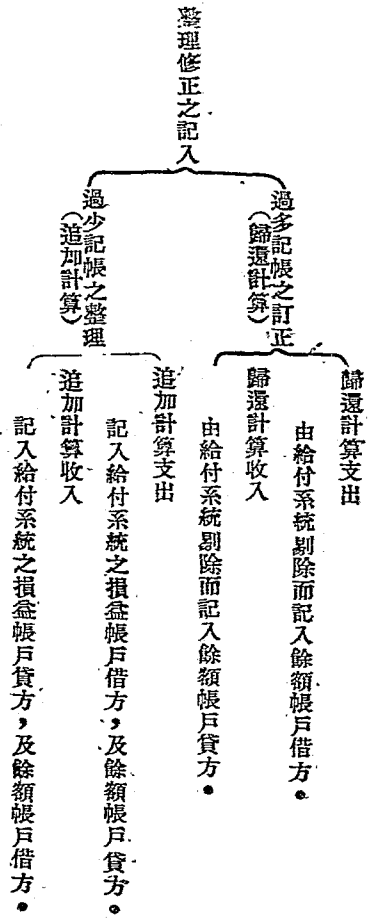 整理修正之記入
過多記帳之訂正
(歸還計算)
歸還計算支出
由給付系統剔除而記入餘額帳戶借方。
歸還計算收入
由給付系統剔除而記入餘額帳戶貸方。
過少記帳之整理
(追加計算)
追加計算支出
記入給付系統之損益帳戶借方,及餘額帳戶貸方。
追加計算收入
記入給付系統之損益帳戶貸方,及餘額帳戶借方。